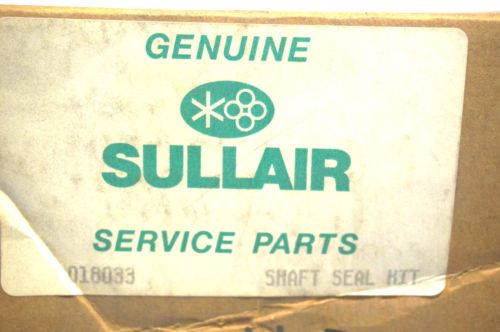 GENUINE
SULLAIR
SERVICE PARTS
018033 SHAFT SEAL KIT